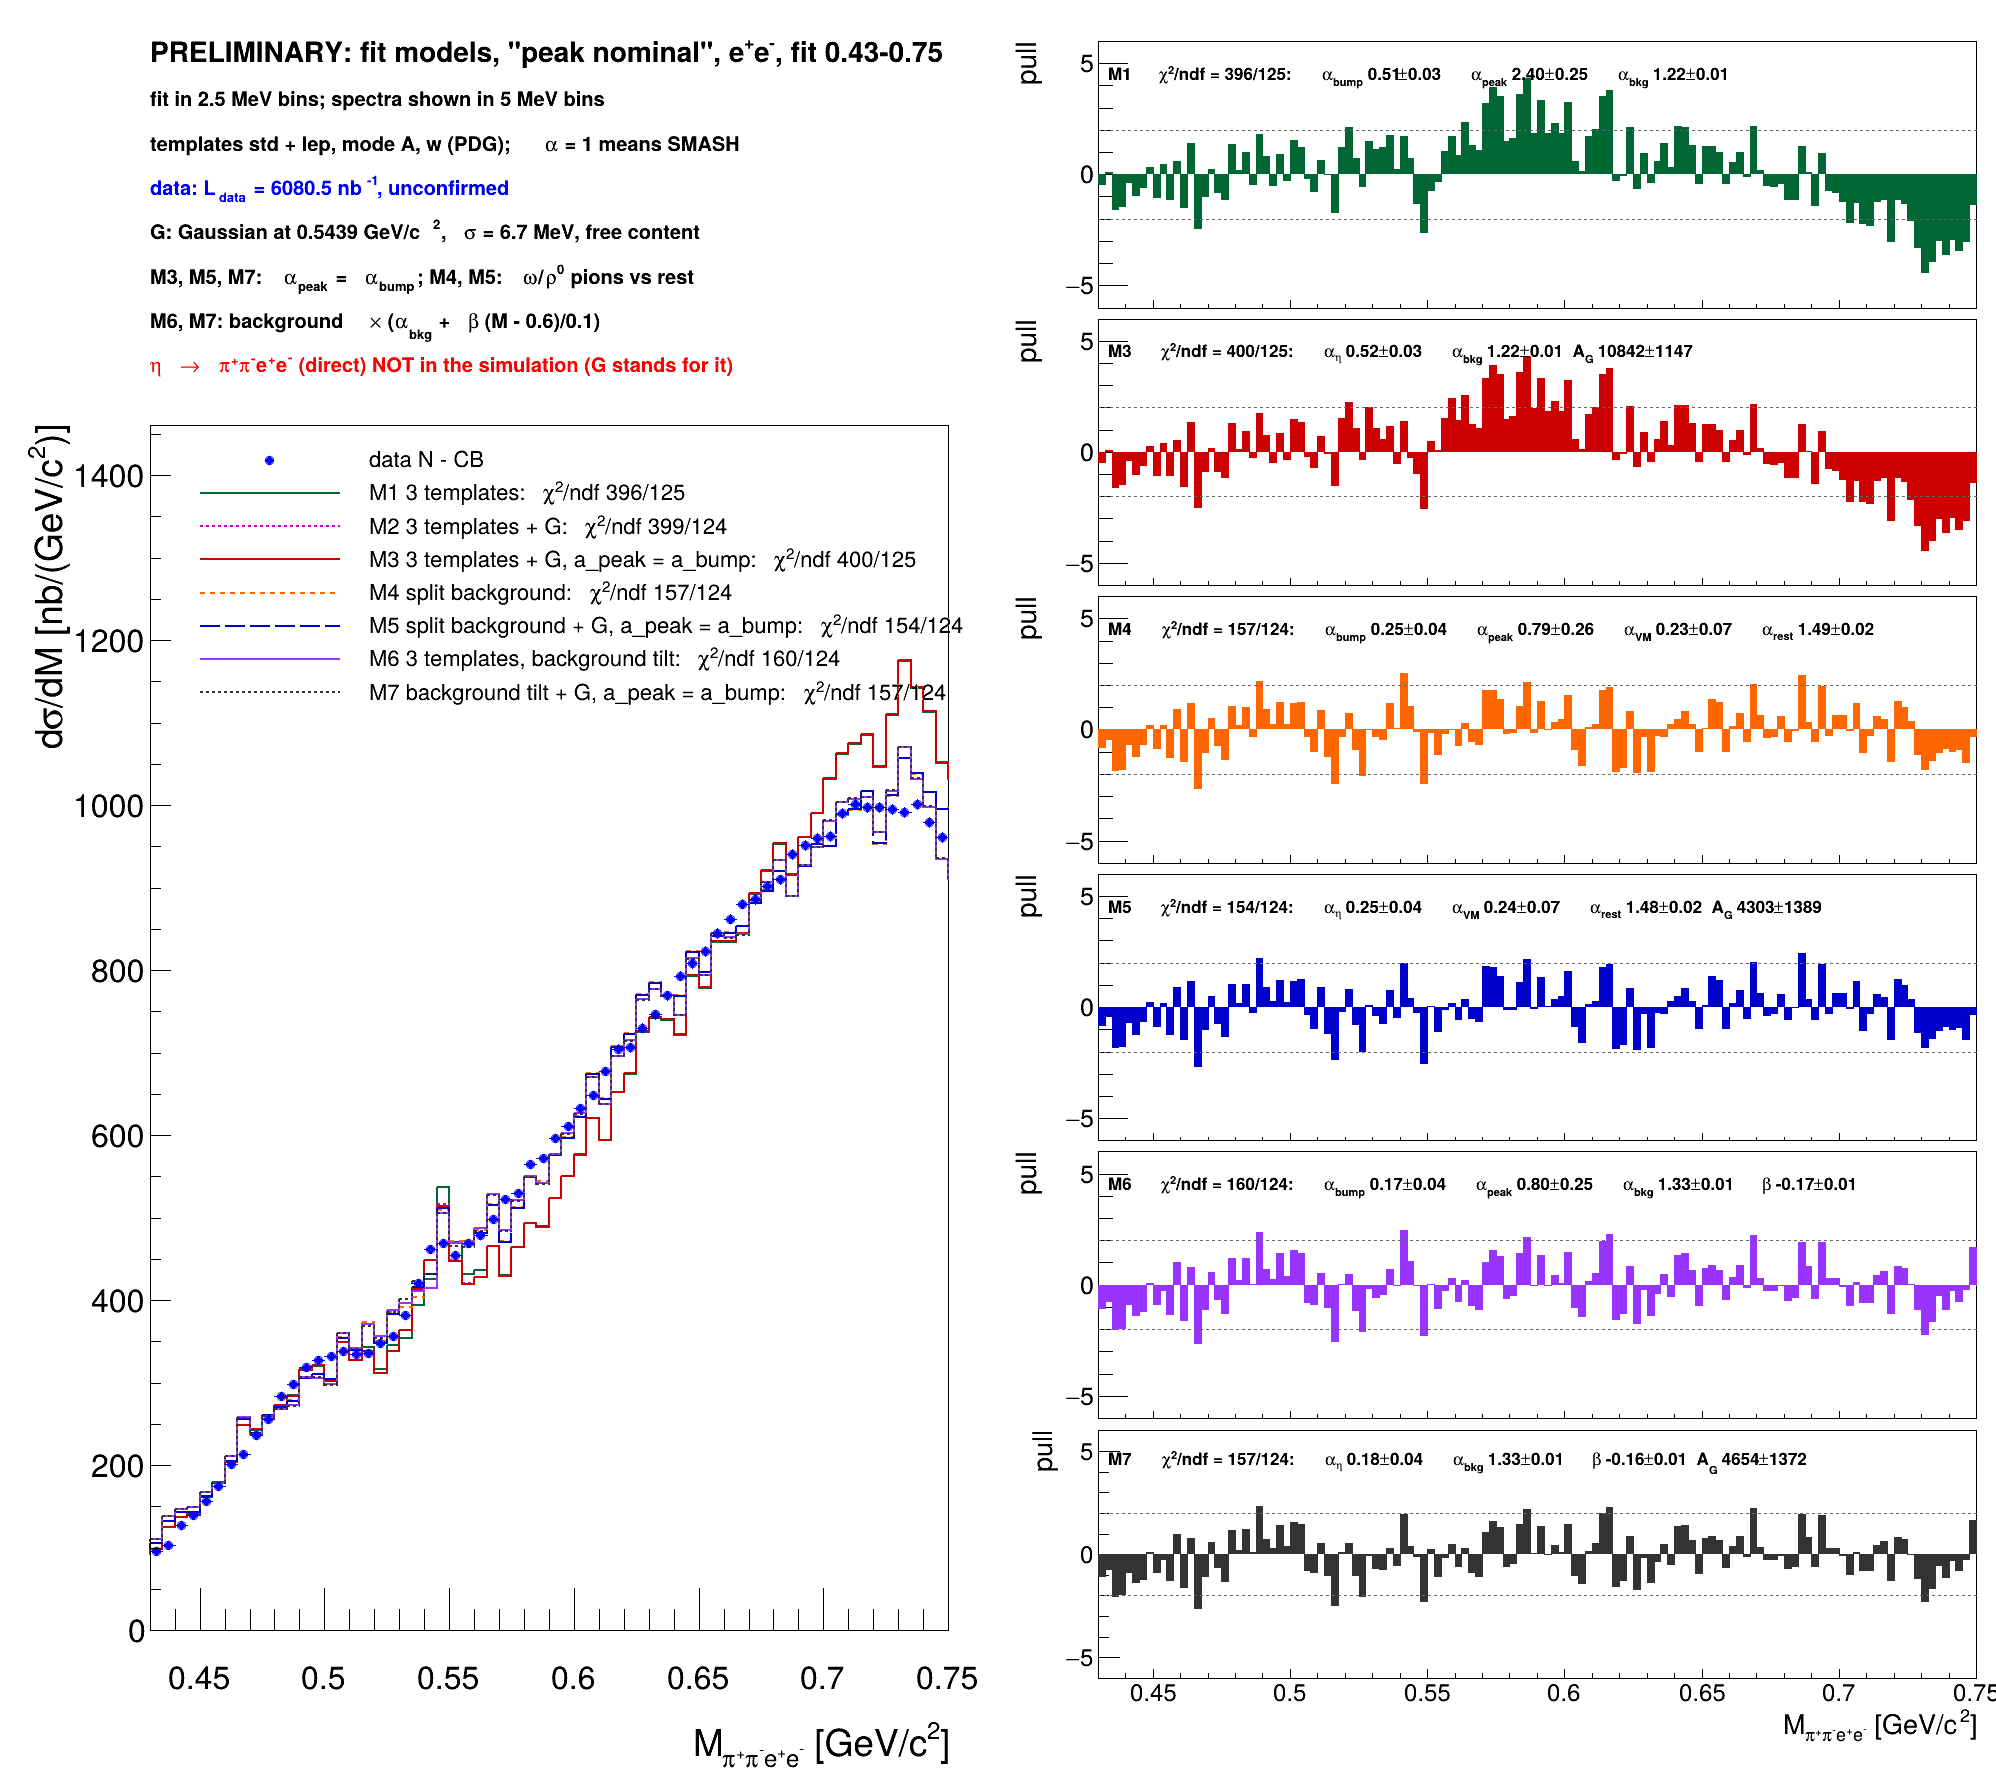 PRELIMINARY: fit models, "peak nominal", e⁺e⁻, fit 0.43-0.75
fit in 2.5 MeV bins; spectra shown in 5 MeV bins
templates std + lep, mode A, w (PDG); α = 1 means SMASH
data: L_data = 6080.5 nb⁻¹, unconfirmed
G: Gaussian at 0.5439 GeV/c², σ = 6.7 MeV, free content
M3, M5, M7: α_peak = α_bump; M4, M5: ω/ρ⁰ pions vs rest
M6, M7: background × (α_bkg + β (M - 0.6)/0.1)
η → π⁺π⁻e⁺e⁻ (direct) NOT in the simulation (G stands for it)
dσ/dM [nb/(GeV/c²)]
1400
1200
1000
800
600
400
200
0
data N - CB
M1 3 templates: χ²/ndf 396/125
M2 3 templates + G: χ²/ndf 399/124
M3 3 templates + G, a_peak = a_bump: χ²/ndf 400/125
M4 split background: χ²/ndf 157/124
M5 split background + G, a_peak = a_bump: χ²/ndf 154/124
M6 3 templates, background tilt: χ²/ndf 160/124
M7 background tilt + G, a_peak = a_bump: χ²/ndf 157/124
0.45 0.5 0.55 0.6 0.65 0.7 0.75
M_π⁺π⁻e⁺e⁻ [GeV/c²]
pull
5
0
−5
M1 χ²/ndf = 396/125: α_bump 0.51±0.03 α_peak 2.40±0.25 α_bkg 1.22±0.01
pull
5
0
−5
M3 χ²/ndf = 400/125: α_η 0.52±0.03 α_bkg 1.22±0.01 A_G 10842±1147
pull
5
0
−5
M4 χ²/ndf = 157/124: α_bump 0.25±0.04 α_peak 0.79±0.26 α_VM 0.23±0.07 α_rest 1.49±0.02
pull
5
0
−5
M5 χ²/ndf = 154/124: α_η 0.25±0.04 α_VM 0.24±0.07 α_rest 1.48±0.02 A_G 4303±1389
pull
5
0
−5
M6 χ²/ndf = 160/124: α_bump 0.17±0.04 α_peak 0.80±0.25 α_bkg 1.33±0.01 β -0.17±0.01
pull
5
0
−5
M7 χ²/ndf = 157/124: α_η 0.18±0.04 α_bkg 1.33±0.01 β -0.16±0.01 A_G 4654±1372
0.45 0.5 0.55 0.6 0.65 0.7 0.75
M_π⁺π⁻e⁺e⁻ [GeV/c²]